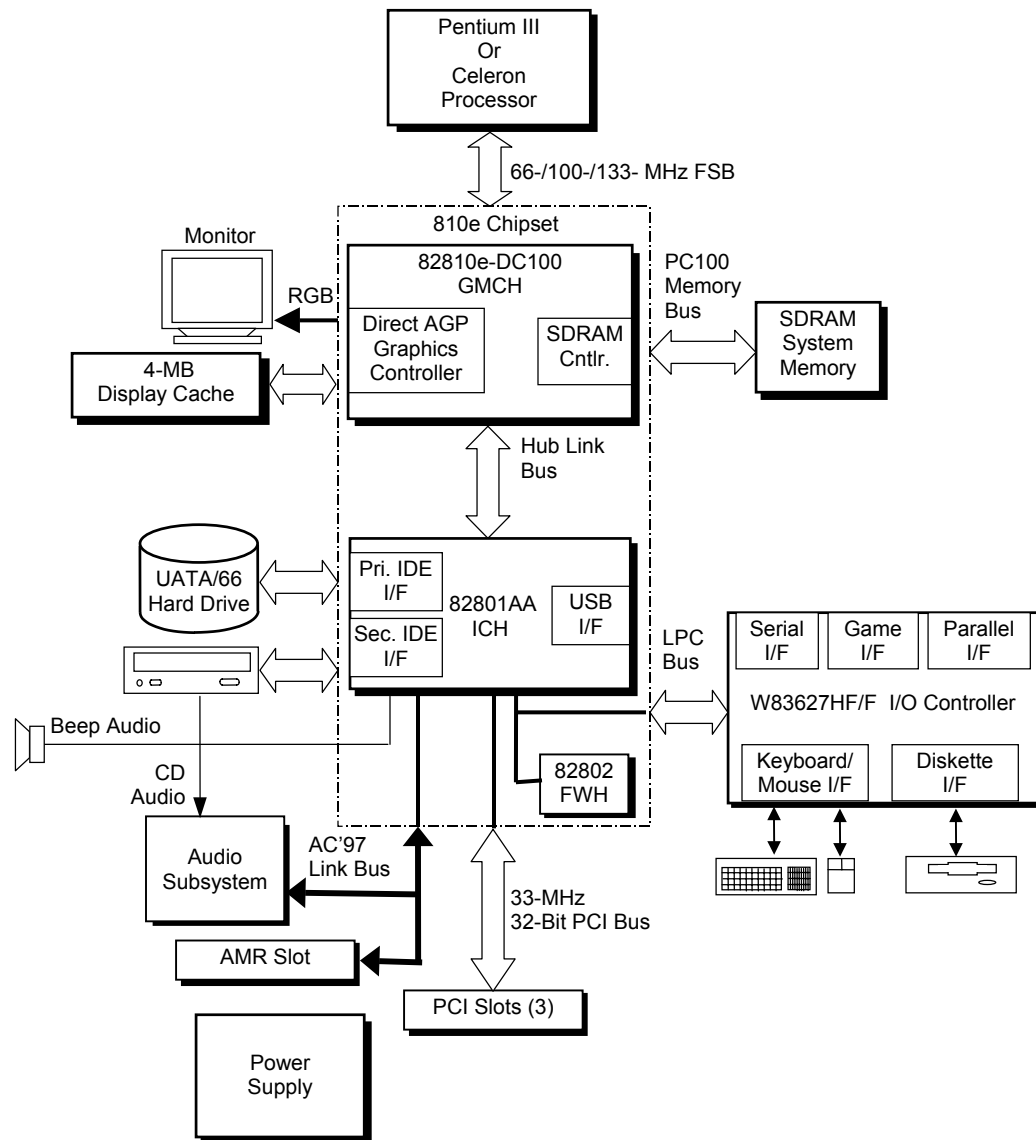 Pentium III
Or
Celeron
Processor
66-/100-/133- MHz FSB
810e Chipset
Monitor
82810e-DC100
GMCH
PC100
Memory
Bus
RGB
Direct AGP
Graphics
Controller
SDRAM
Cntlr.
SDRAM
System
Memory
4-MB
Display Cache
Hub Link
Bus
UATA/66
Hard Drive
Pri. IDE
I/F
82801AA
ICH
USB
I/F
Sec. IDE
I/F
LPC
Bus
Serial
I/F
Game
I/F
Parallel
I/F
W83627HF/F I/O Controller
Keyboard/
Mouse I/F
Diskette
I/F
Beep Audio
82802
FWH
CD
Audio
Audio
Subsystem
AC'97
Link Bus
33-MHz
32-Bit PCI Bus
AMR Slot
PCI Slots (3)
Power
Supply